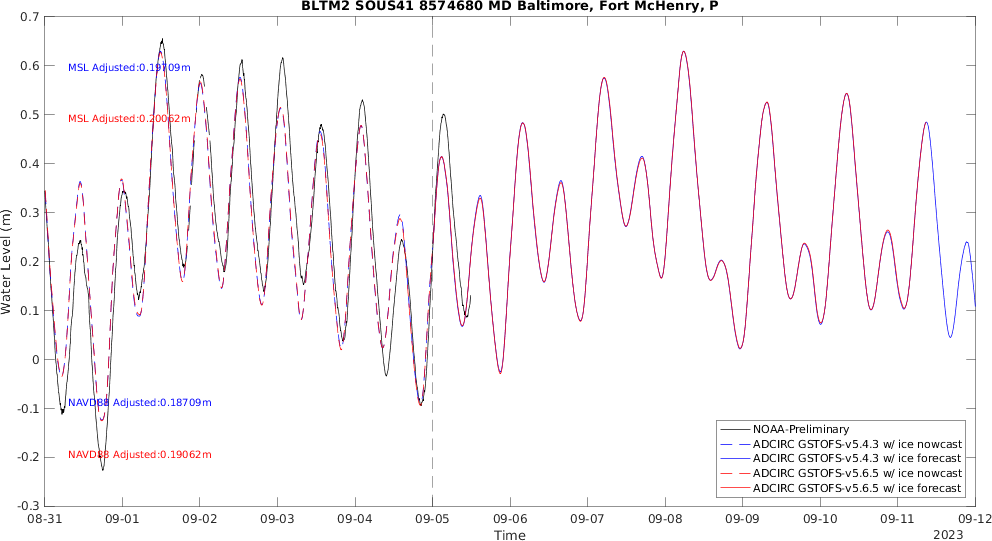 BLTM2 SOUS41 8574680 MD Baltimore, Fort McHenry, P
0.7
0.6
0.5
0.4
0.3
0.2
0.1
0
-0.1
-0.2
-0.3
Water Level (m)
MSL Adjusted:0.19709m
MSL Adjusted:0.20062m
NAVD88 Adjusted:0.18709m
NAVD88 Adjusted:0.19062m
NOAA-Preliminary
ADCIRC GSTOFS-v5.4.3 w/ ice nowcast
ADCIRC GSTOFS-v5.4.3 w/ ice forecast
ADCIRC GSTOFS-v5.6.5 w/ ice nowcast
ADCIRC GSTOFS-v5.6.5 w/ ice forecast
08-31 09-01 09-02 09-03 09-04 09-05 09-06 09-07 09-08 09-09 09-10 09-11 09-12
Time
2023